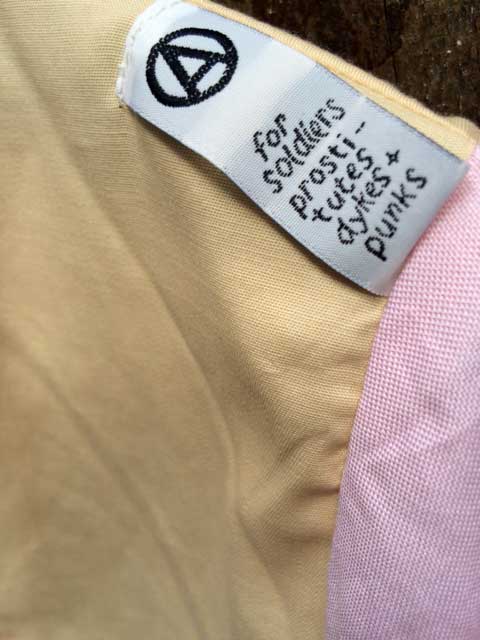 A
for
soldiers
prosti-
tutes
dykes +
punks